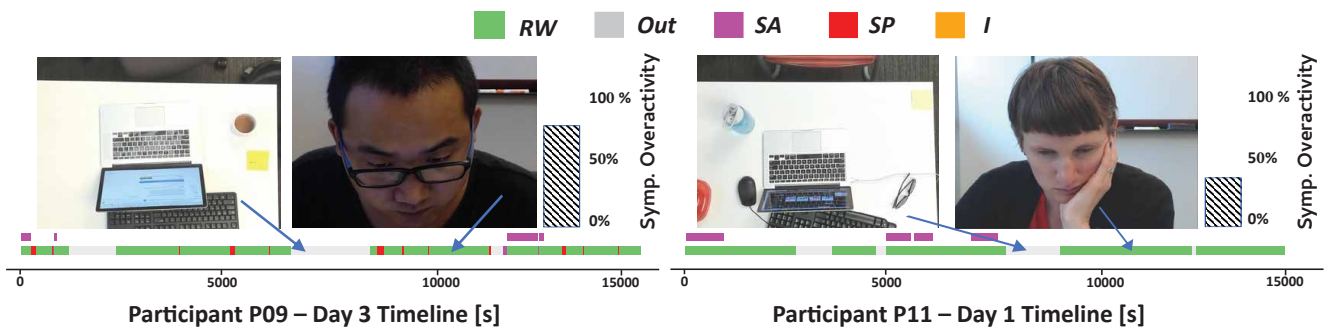 RW Out SA SP I
100 %
50%
0%
Symp. Overactivity
100 %
50%
0%
Symp. Overactivity
0 5000 10000 15000
Participant P09 – Day 3 Timeline [s]
0 5000 10000 15000
Participant P11 – Day 1 Timeline [s]